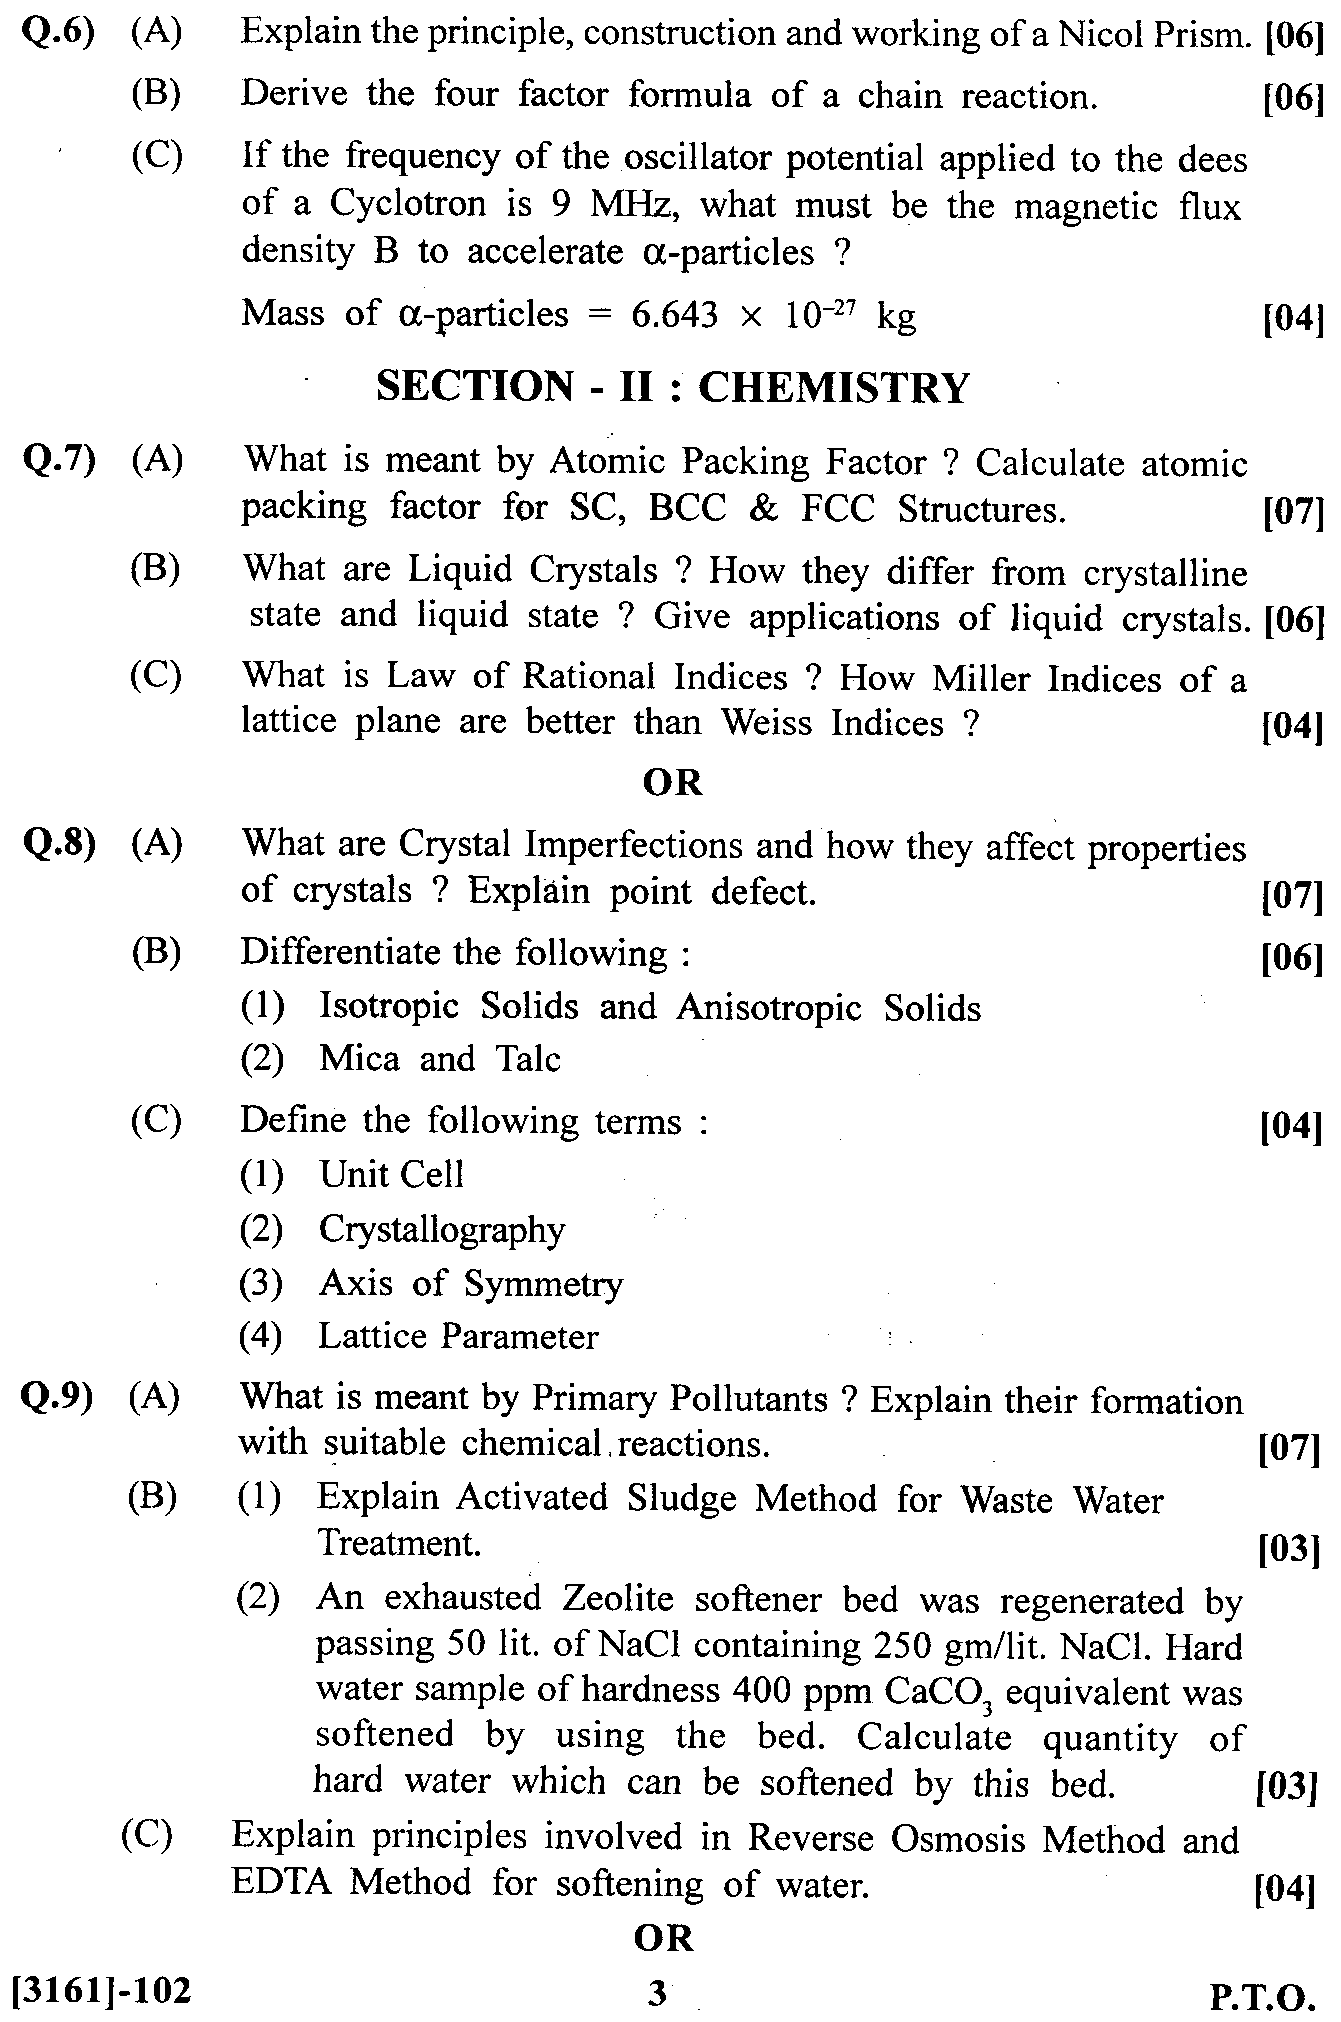 Q.6) (A) Explain the principle, construction and working of a Nicol Prism. [06]
(B) Derive the four factor formula of a chain reaction. [06]
(C) If the frequency of the oscillator potential applied to the dees
of a Cyclotron is 9 MHz, what must be the magnetic flux
density B to accelerate α-particles ?
Mass of α-particles = 6.643 × 10⁻²⁷ kg [04]
SECTION - II : CHEMISTRY
Q.7) (A) What is meant by Atomic Packing Factor ? Calculate atomic
packing factor for SC, BCC & FCC Structures. [07]
(B) What are Liquid Crystals ? How they differ from crystalline
state and liquid state ? Give applications of liquid crystals. [06]
(C) What is Law of Rational Indices ? How Miller Indices of a
lattice plane are better than Weiss Indices ? [04]
OR
Q.8) (A) What are Crystal Imperfections and how they affect properties
of crystals ? Explain point defect. [07]
(B) Differentiate the following : [06]
(1) Isotropic Solids and Anisotropic Solids
(2) Mica and Talc
(C) Define the following terms : [04]
(1) Unit Cell
(2) Crystallography
(3) Axis of Symmetry
(4) Lattice Parameter
Q.9) (A) What is meant by Primary Pollutants ? Explain their formation
with suitable chemical reactions. [07]
(B) (1) Explain Activated Sludge Method for Waste Water
Treatment. [03]
(2) An exhausted Zeolite softener bed was regenerated by
passing 50 lit. of NaCl containing 250 gm/lit. NaCl. Hard
water sample of hardness 400 ppm CaCO₃ equivalent was
softened by using the bed. Calculate quantity of
hard water which can be softened by this bed. [03]
(C) Explain principles involved in Reverse Osmosis Method and
EDTA Method for softening of water. [04]
OR
[3161]-102 3 P.T.O.